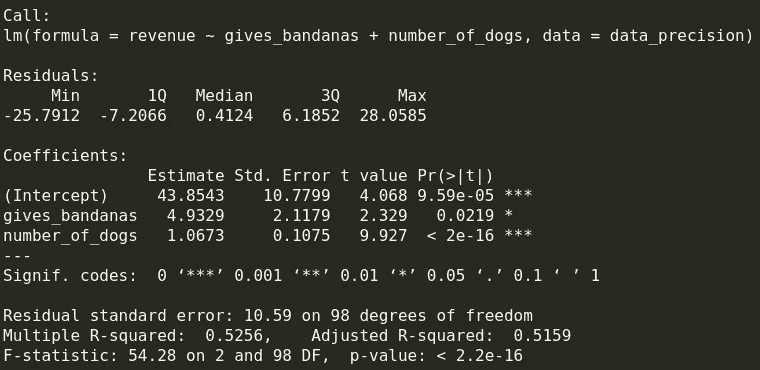 Call:
lm(formula = revenue ~ gives_bandanas + number_of_dogs, data = data_precision)

Residuals:
     Min       1Q   Median       3Q      Max
-25.7912  -7.2066   0.4124   6.1852  28.0585

Coefficients:
               Estimate Std. Error t value Pr(>|t|)
(Intercept)     43.8543    10.7799   4.068 9.59e-05 ***
gives_bandanas   4.9329     2.1179   2.329   0.0219 *
number_of_dogs   1.0673     0.1075   9.927  < 2e-16 ***
---
Signif. codes:  0 ‘***’ 0.001 ‘**’ 0.01 ‘*’ 0.05 ‘.’ 0.1 ‘ ’ 1

Residual standard error: 10.59 on 98 degrees of freedom
Multiple R-squared:  0.5256,    Adjusted R-squared:  0.5159
F-statistic: 54.28 on 2 and 98 DF,  p-value: < 2.2e-16